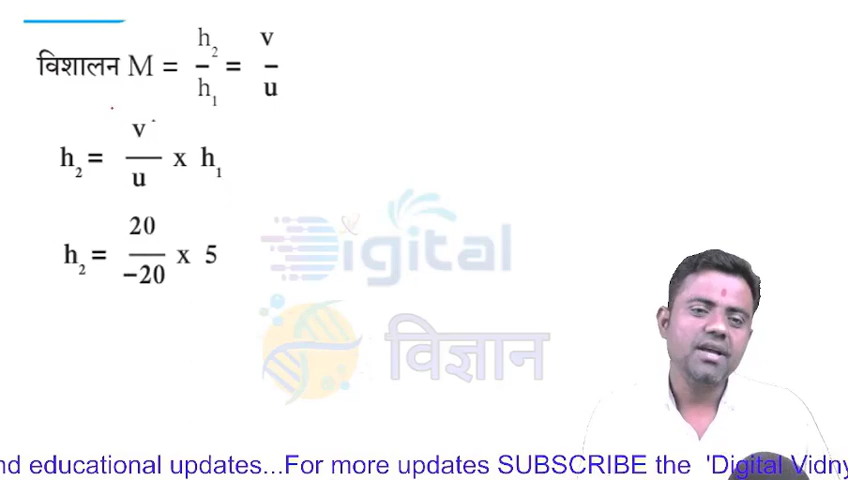 विशालन M = h₂/h₁ = v/u
h₂ = v/u x h₁
h₂ = 20/−20 x 5
Digital
विज्ञान
nd educational updates...For more updates SUBSCRIBE the 'Digital Vidny